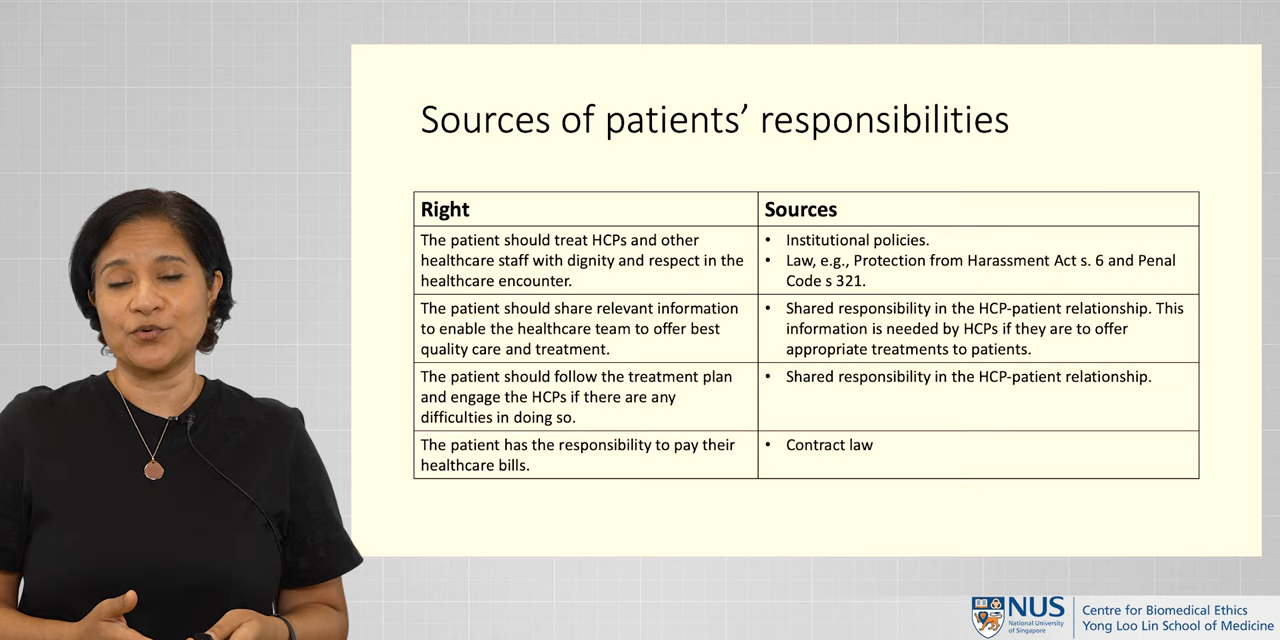 Sources of patients' responsibilities
Right
Sources
The patient should treat HCPs and other
healthcare staff with dignity and respect in the
healthcare encounter.
• Institutional policies.
• Law, e.g., Protection from Harassment Act s. 6 and Penal
Code s 321.
The patient should share relevant information
to enable the healthcare team to offer best
quality care and treatment.
• Shared responsibility in the HCP-patient relationship. This
information is needed by HCPs if they are to offer
appropriate treatments to patients.
The patient should follow the treatment plan
and engage the HCPs if there are any
difficulties in doing so.
• Shared responsibility in the HCP-patient relationship.
The patient has the responsibility to pay their
healthcare bills.
• Contract law
NUS
National University
of Singapore
Centre for Biomedical Ethics
Yong Loo Lin School of Medicine